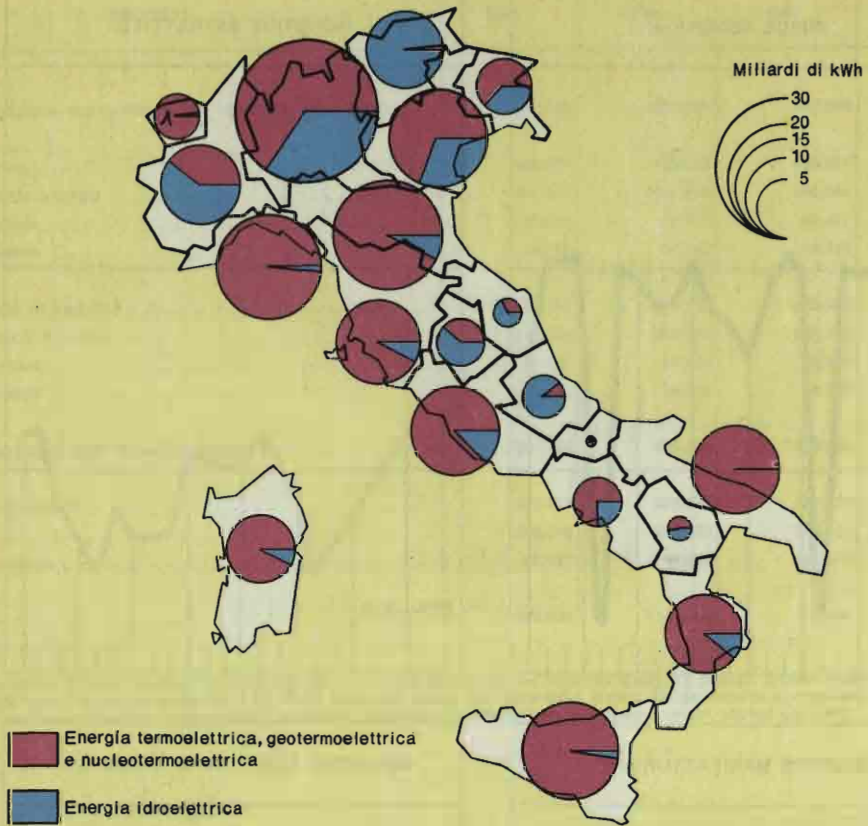 Miliardi di kWh
30
20
15
10
5
Energia termoelettrica, geotermoelettrica
e nucleotermoelettrica
Energia idroelettrica